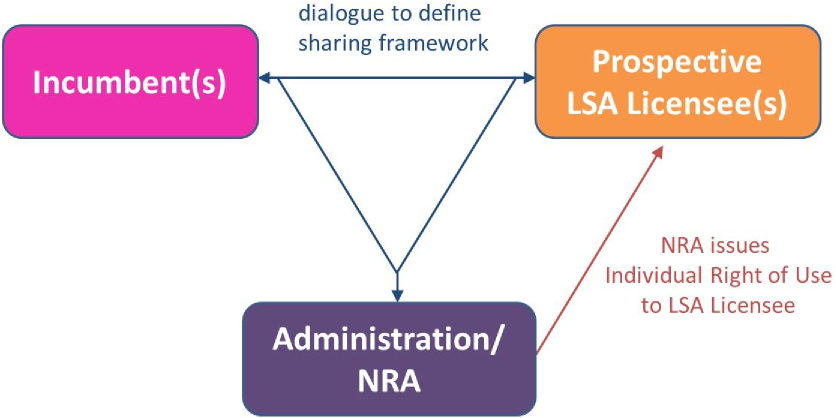 dialogue to define
sharing framework
Incumbent(s)
Prospective
LSA Licensee(s)
NRA issues
Individual Right of Use
to LSA Licensee
Administration/
NRA